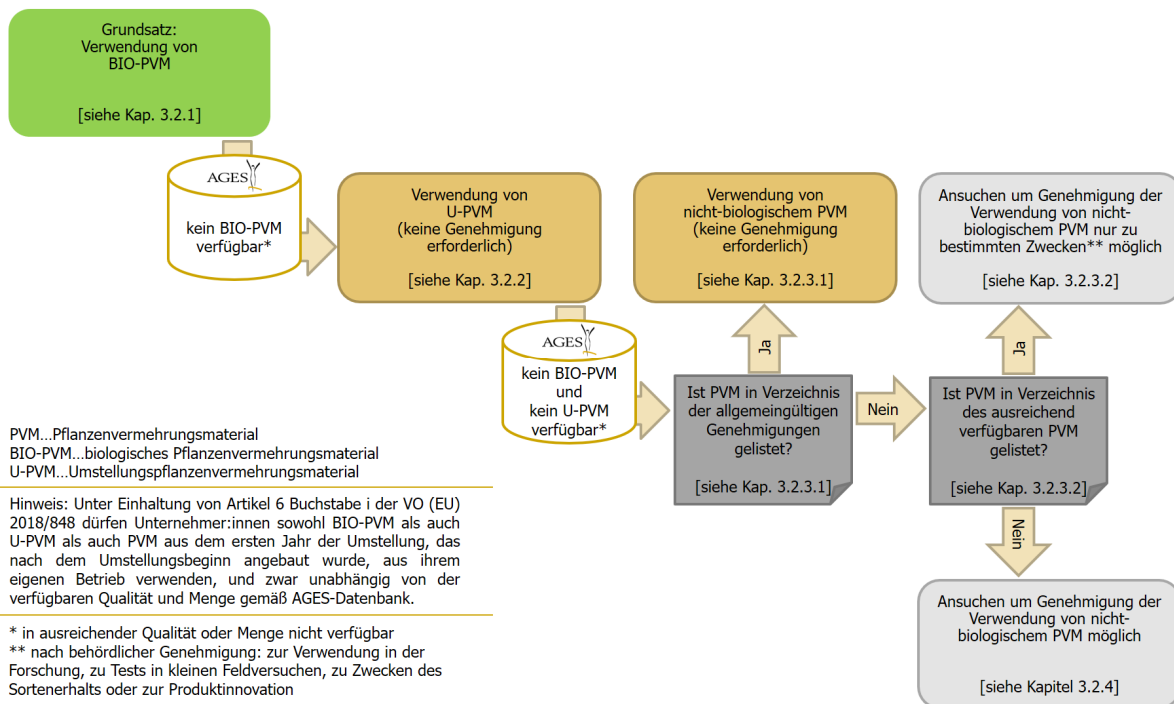 Grundsatz:
Verwendung von
BIO-PVM
[siehe Kap. 3.2.1]
AGES
kein BIO-PVM
verfügbar*
Verwendung von
U-PVM
(keine Genehmigung
erforderlich)
[siehe Kap. 3.2.2]
AGES
kein BIO-PVM
und
kein U-PVM
verfügbar*
Verwendung von
nicht-biologischem PVM
(keine Genehmigung
erforderlich)
[siehe Kap. 3.2.3.1]
Ja
Ist PVM in Verzeichnis
der allgemeingültigen
Genehmigungen
gelistet?
[siehe Kap. 3.2.3.1]
Nein
Ansuchen um Genehmigung der
Verwendung von nicht-
biologischem PVM nur zu
bestimmten Zwecken** möglich
[siehe Kap. 3.2.3.2]
Ja
Ist PVM in Verzeichnis
des ausreichend
verfügbaren PVM
gelistet?
[siehe Kap. 3.2.3.2]
Nein
Ansuchen um Genehmigung der
Verwendung von nicht-
biologischem PVM möglich
[siehe Kapitel 3.2.4]
PVM...Pflanzenvermehrungsmaterial
BIO-PVM...biologisches Pflanzenvermehrungsmaterial
U-PVM...Umstellungspflanzenvermehrungsmaterial
Hinweis: Unter Einhaltung von Artikel 6 Buchstabe i der VO (EU)
2018/848 dürfen Unternehmer:innen sowohl BIO-PVM als auch
U-PVM als auch PVM aus dem ersten Jahr der Umstellung, das
nach dem Umstellungsbeginn angebaut wurde, aus ihrem
eigenen Betrieb verwenden, und zwar unabhängig von der
verfügbaren Qualität und Menge gemäß AGES-Datenbank.
* in ausreichender Qualität oder Menge nicht verfügbar
** nach behördlicher Genehmigung: zur Verwendung in der
Forschung, zu Tests in kleinen Feldversuchen, zu Zwecken des
Sortenerhalts oder zur Produktinnovation